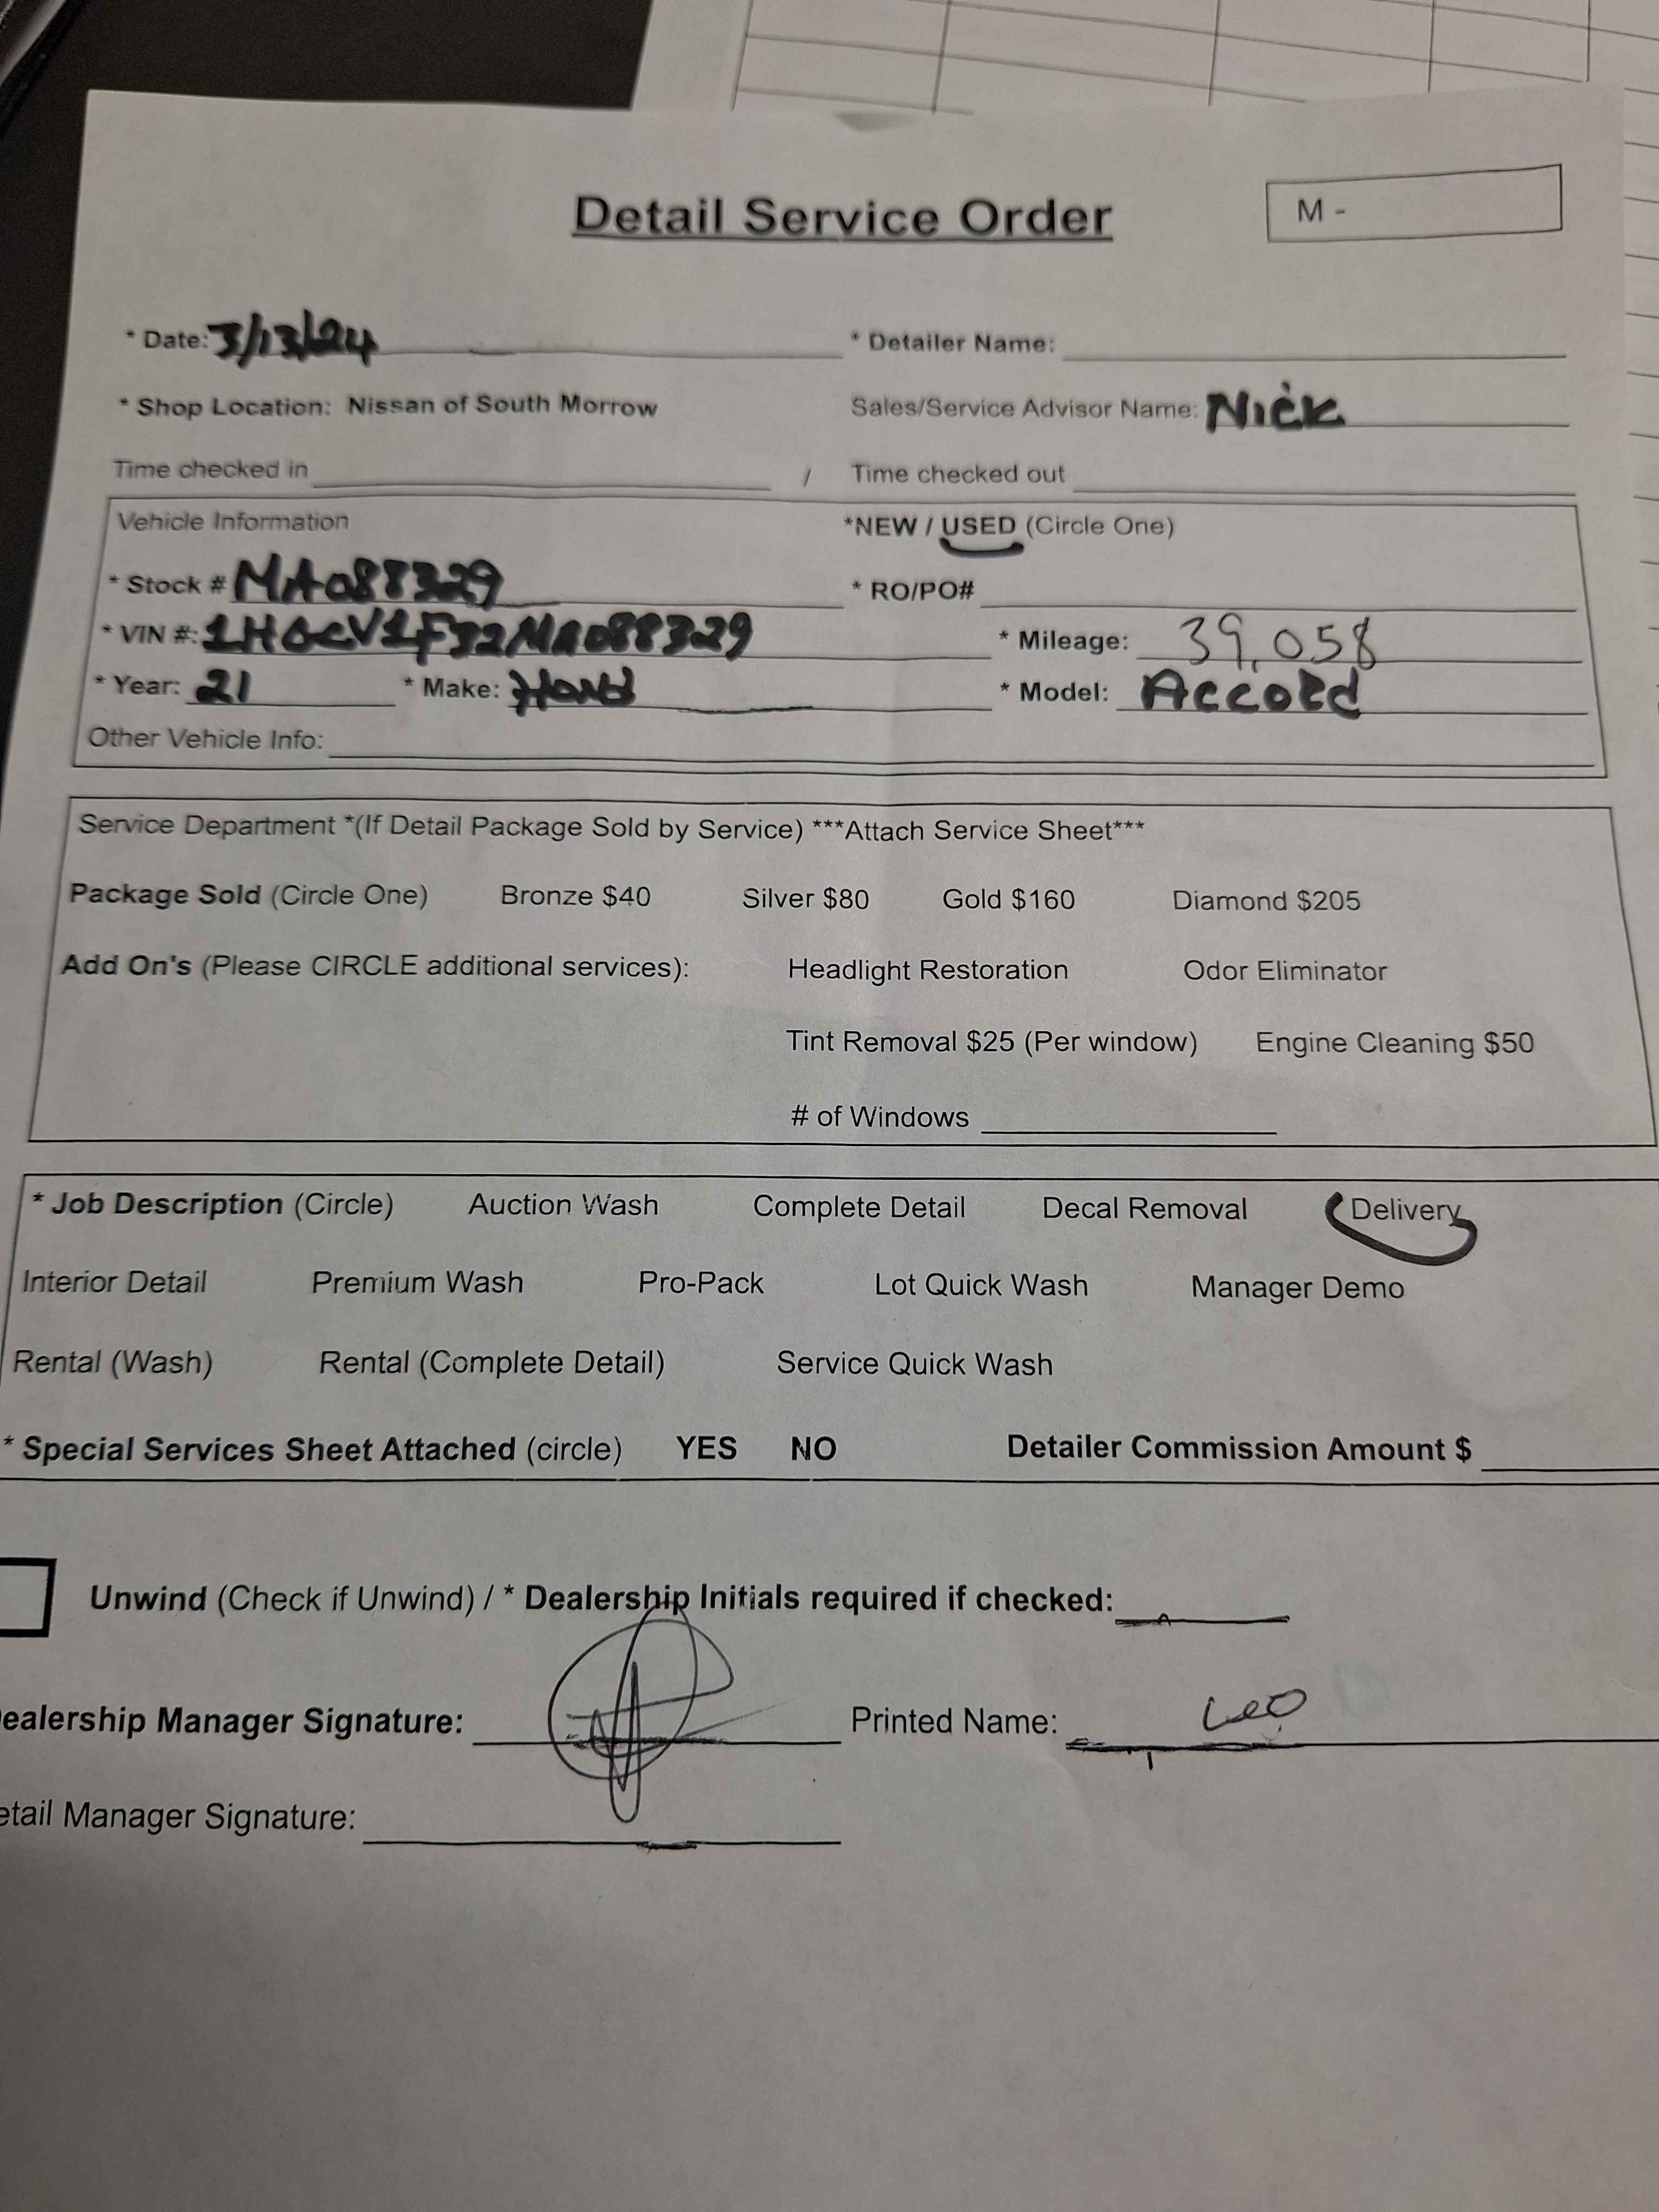 Detail Service Order
M -
* Date: 3/13/24 * Detailer Name:
* Shop Location: Nissan of South Morrow Sales/Service Advisor Name: Nick
Time checked in / Time checked out
Vehicle Information *NEW / USED (Circle One)
* Stock # MA088329 * RO/PO#
* VIN #: 1HGCV1F32MA088329 * Mileage: 39,058
* Year: 21 * Make: Hond * Model: Accord
Other Vehicle Info:
Service Department *(If Detail Package Sold by Service) ***Attach Service Sheet***
Package Sold (Circle One) Bronze $40 Silver $80 Gold $160 Diamond $205
Add On's (Please CIRCLE additional services): Headlight Restoration Odor Eliminator
Tint Removal $25 (Per window) Engine Cleaning $50
# of Windows
* Job Description (Circle) Auction Wash Complete Detail Decal Removal Delivery
Interior Detail Premium Wash Pro-Pack Lot Quick Wash Manager Demo
Rental (Wash) Rental (Complete Detail) Service Quick Wash
* Special Services Sheet Attached (circle) YES NO Detailer Commission Amount $
Unwind (Check if Unwind) / * Dealership Initials required if checked:
ealership Manager Signature: Printed Name: Leo
etail Manager Signature: